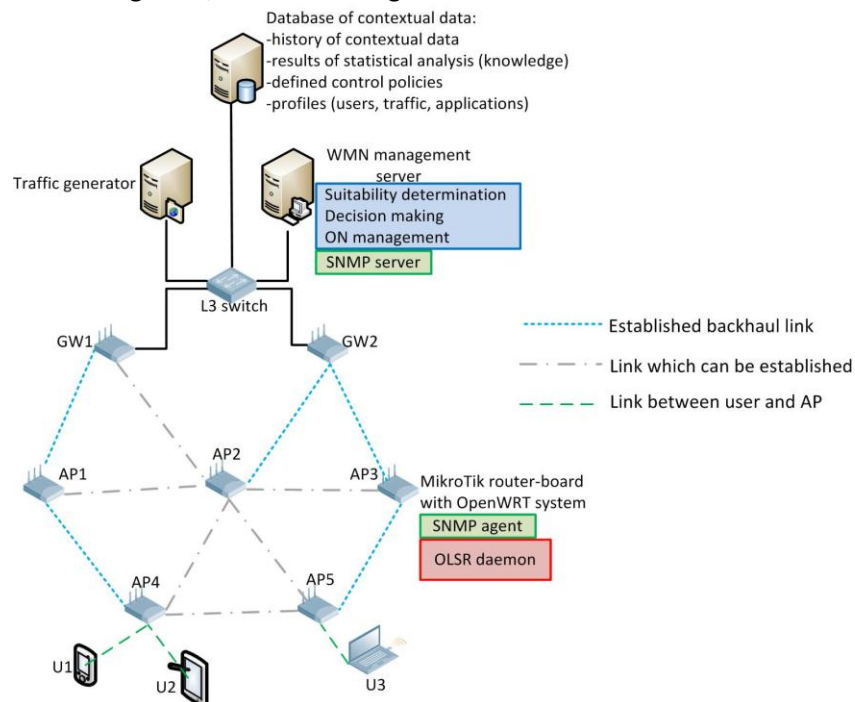 Database of contextual data:
-history of contextual data
-results of statistical analysis (knowledge)
-defined control policies
-profiles (users, traffic, applications)
Traffic generator
WMN management
server
Suitability determination
Decision making
ON management
SNMP server
L3 switch
GW1
GW2
Established backhaul link
Link which can be established
Link between user and AP
AP1
AP2
AP3
MikroTik router-board
with OpenWRT system
SNMP agent
OLSR daemon
AP4
AP5
U1
U2
U3